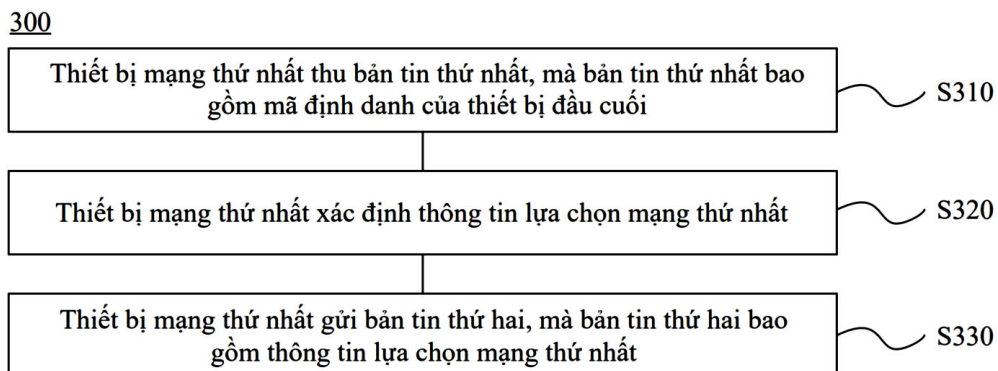 300
Thiết bị mạng thứ nhất thu bản tin thứ nhất, mà bản tin thứ nhất bao
gồm mã định danh của thiết bị đầu cuối
S310
Thiết bị mạng thứ nhất xác định thông tin lựa chọn mạng thứ nhất
S320
Thiết bị mạng thứ nhất gửi bản tin thứ hai, mà bản tin thứ hai bao
gồm thông tin lựa chọn mạng thứ nhất
S330